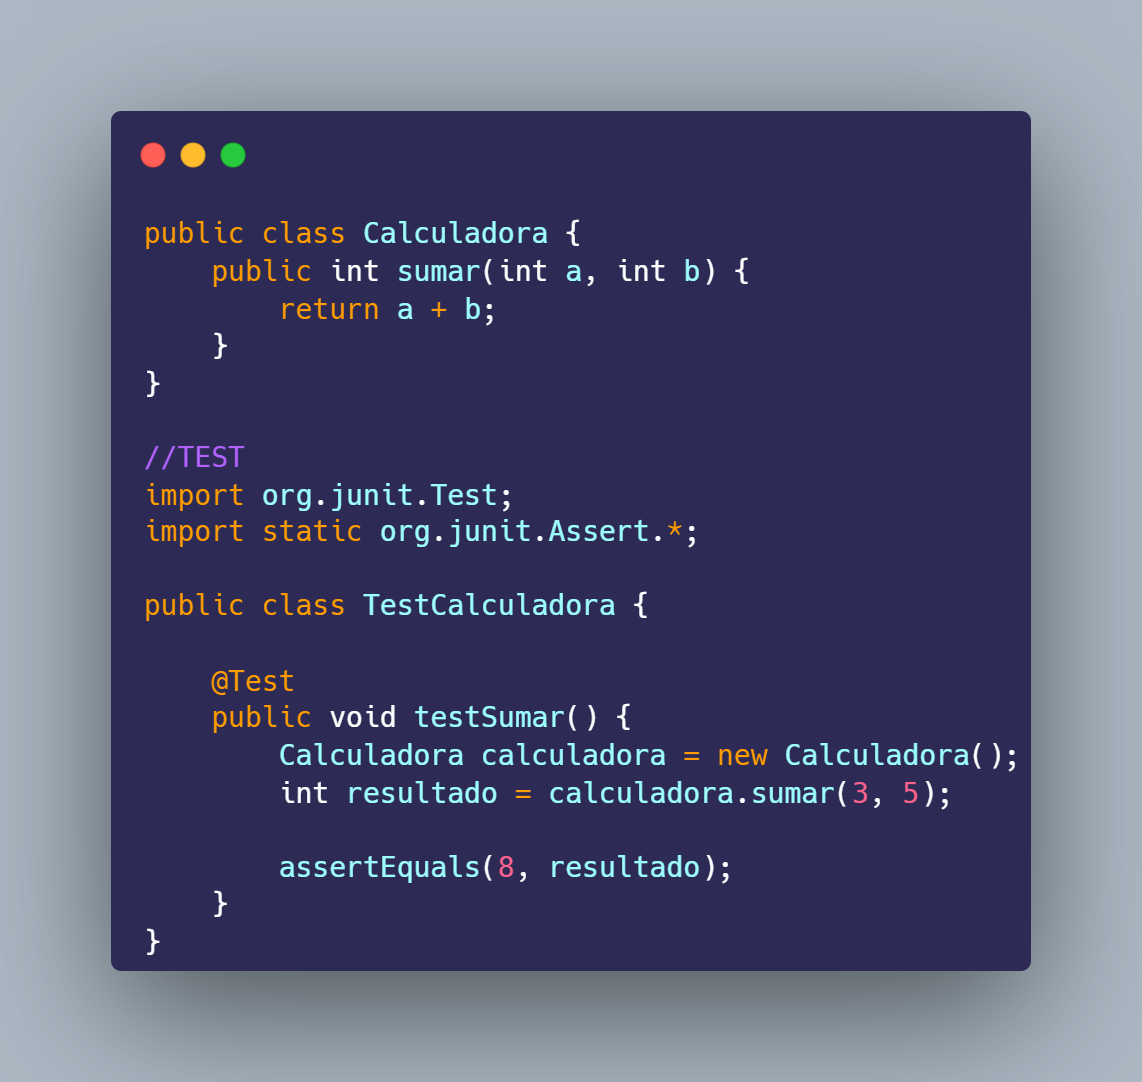 public class Calculadora {
    public int sumar(int a, int b) {
        return a + b;
    }
}

//TEST
import org.junit.Test;
import static org.junit.Assert.*;

public class TestCalculadora {

    @Test
    public void testSumar() {
        Calculadora calculadora = new Calculadora();
        int resultado = calculadora.sumar(3, 5);

        assertEquals(8, resultado);
    }
}